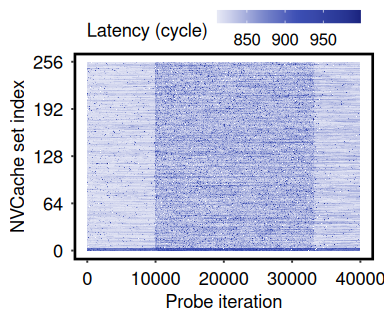 Latency (cycle)
850 900 950
NVCache set index
256
192
128
64
0
0 10000 20000 30000 40000
Probe iteration